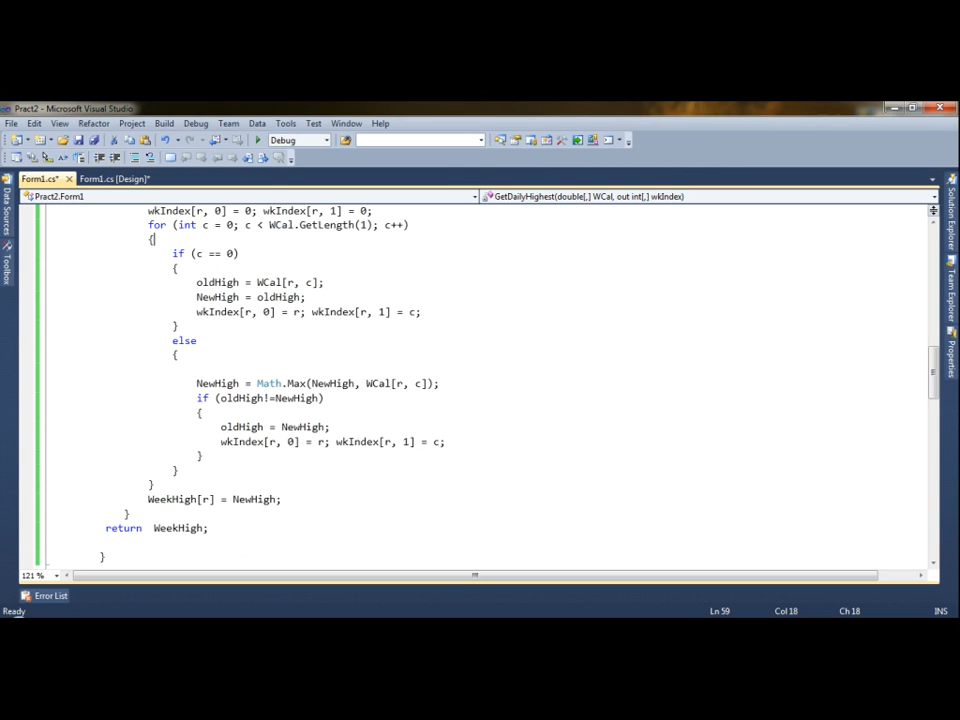 Pract2 - Microsoft Visual Studio
File Edit View Refactor Project Build Debug Team Data Tools Test Window Help
Debug
Form1.cs* Form1.cs [Design]*
Pract2.Form1 GetDailyHighest(double[,] WCal, out int[,] wkIndex)
wkIndex[r, 0] = 0; wkIndex[r, 1] = 0;
for (int c = 0; c < WCal.GetLength(1); c++)
{
if (c == 0)
{
oldHigh = WCal[r, c];
NewHigh = oldHigh;
wkIndex[r, 0] = r; wkIndex[r, 1] = c;
}
else
{
NewHigh = Math.Max(NewHigh, WCal[r, c]);
if (oldHigh!=NewHigh)
{
oldHigh = NewHigh;
wkIndex[r, 0] = r; wkIndex[r, 1] = c;
}
}
}
WeekHigh[r] = NewHigh;
}
return WeekHigh;
}
121 %
Error List
Ready Ln 59 Col 18 Ch 18 INS
Data Sources
Toolbox
Solution Explorer
Team Explorer
Properties